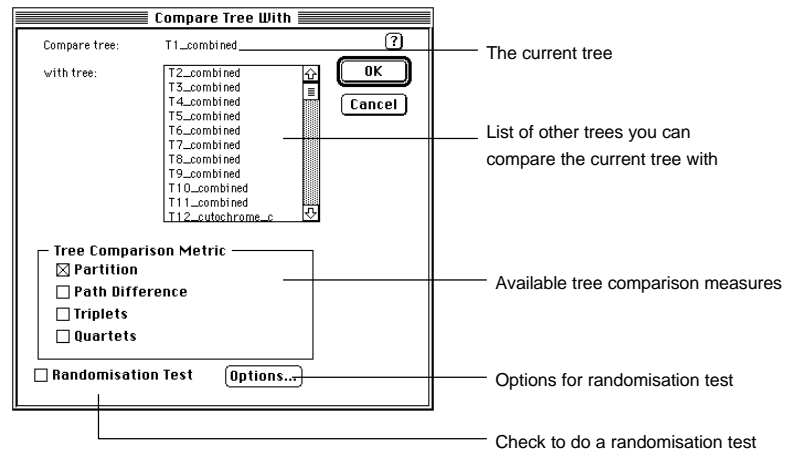 Compare Tree With
Compare tree: T1_combined ?
The current tree
with tree:
T2_combined
T3_combined
T4_combined
T5_combined
T6_combined
T7_combined
T8_combined
T9_combined
T10_combined
T11_combined
T12_cytochrome_c
OK
Cancel
List of other trees you can
compare the current tree with
Tree Comparison Metric
Partition
Path Difference
Triplets
Quartets
Available tree comparison measures
Randomisation Test Options...
Options for randomisation test
Check to do a randomisation test